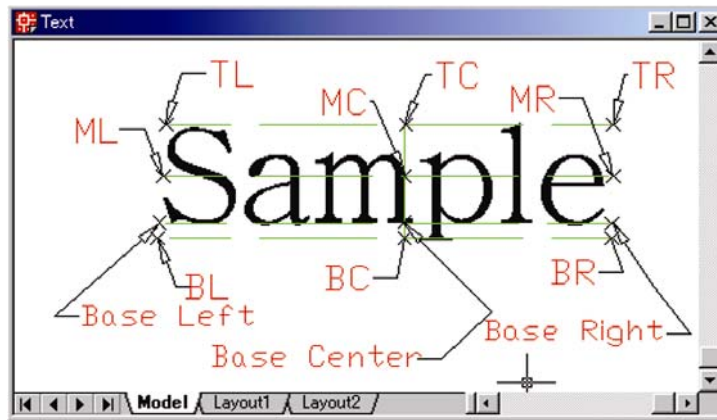 Text
TL TC TR
MC MR
ML
Sample
BL BC BR
Base Left
Base Right
Base Center
Model Layout1 Layout2